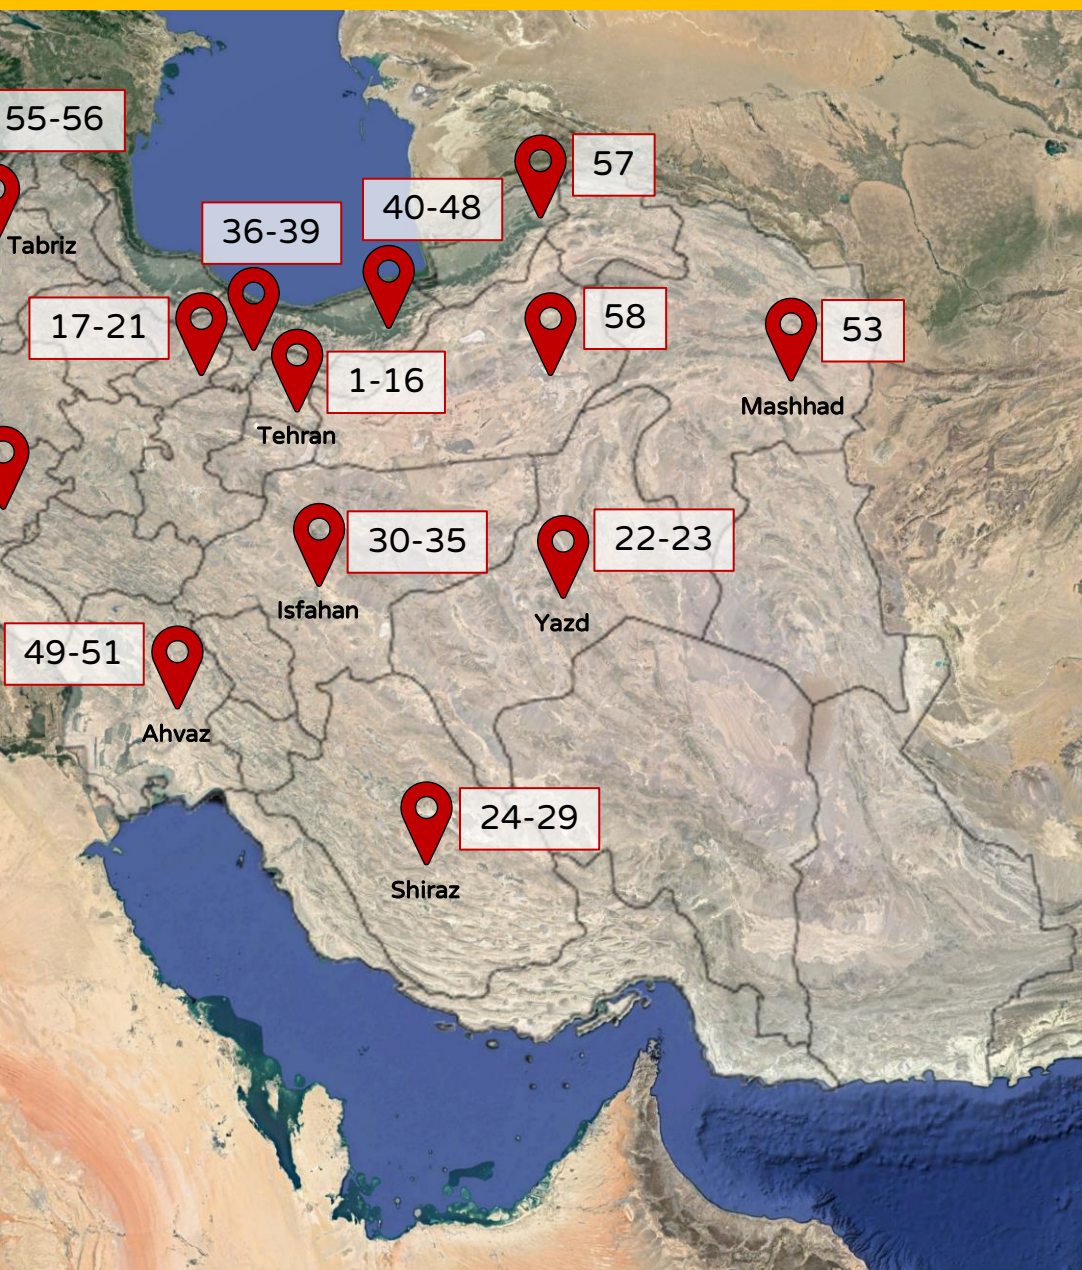 55-56
57
40-48
36-39
Tabriz
17-21
58
53
1-16
Mashhad
Tehran
30-35
22-23
Isfahan
Yazd
49-51
Ahvaz
24-29
Shiraz